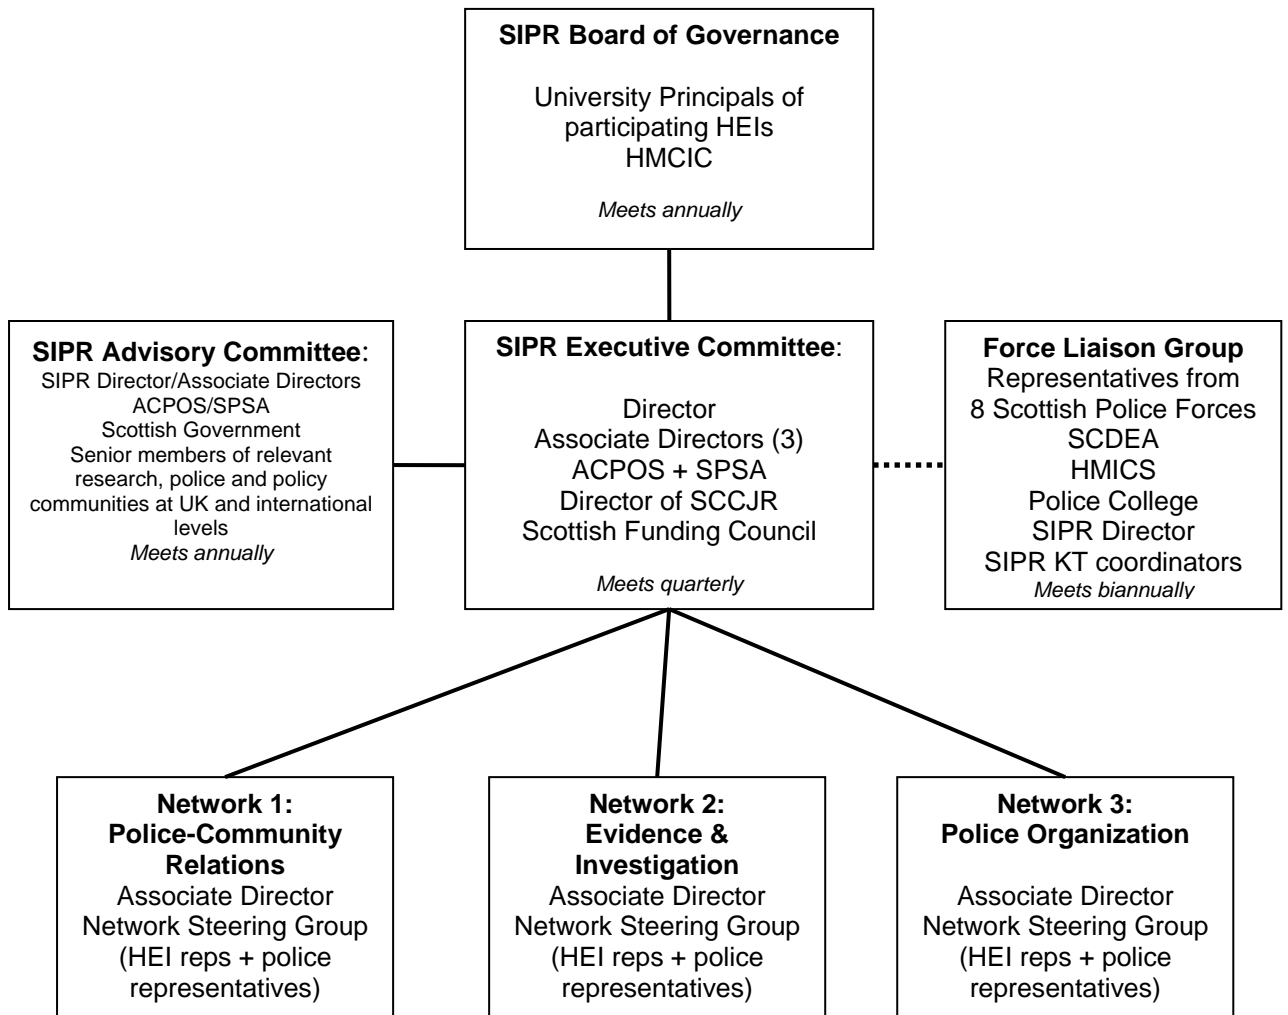 SIPR Board of Governance
University Principals of
participating HEIs
HMCIC
Meets annually
SIPR Advisory Committee:
SIPR Director/Associate Directors
ACPOS/SPSA
Scottish Government
Senior members of relevant
research, police and policy
communities at UK and international
levels
Meets annually
SIPR Executive Committee:
Director
Associate Directors (3)
ACPOS + SPSA
Director of SCCJR
Scottish Funding Council
Meets quarterly
Force Liaison Group
Representatives from
8 Scottish Police Forces
SCDEA
HMICS
Police College
SIPR Director
SIPR KT coordinators
Meets biannually
Network 1:
Police-Community
Relations
Associate Director
Network Steering Group
(HEI reps + police
representatives)
Network 2:
Evidence &
Investigation
Associate Director
Network Steering Group
(HEI reps + police
representatives)
Network 3:
Police Organization
Associate Director
Network Steering Group
(HEI reps + police
representatives)